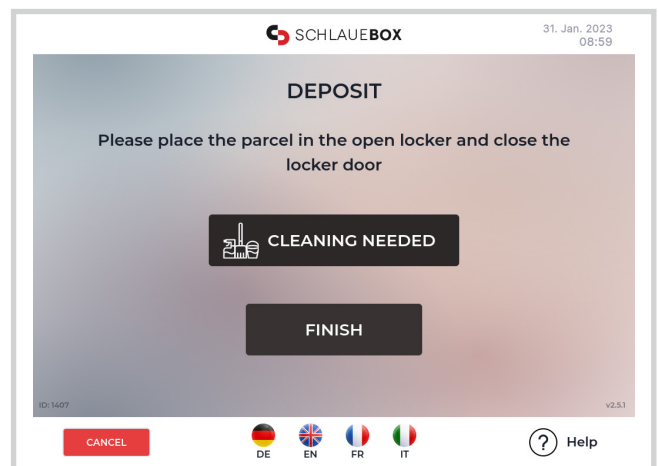 SCHLAUEBOX
31. Jan. 2023
08:59
DEPOSIT
Please place the parcel in the open locker and close the
locker door
CLEANING NEEDED
FINISH
ID: 1407
v2.5.1
CANCEL
DE
EN
FR
IT
? Help